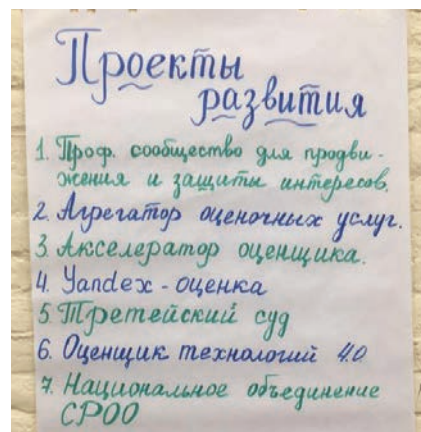 Проекты
развития
1. Проф. сообщество для продви-
жения и защиты интересов.
2. Агрегатор оценочных услуг.
3. Акселератор оценщика.
4. Yandex - оценка
5. Третейский суд
6. Оценщик технологий 4.0
7. Национальное объединение
СРОО